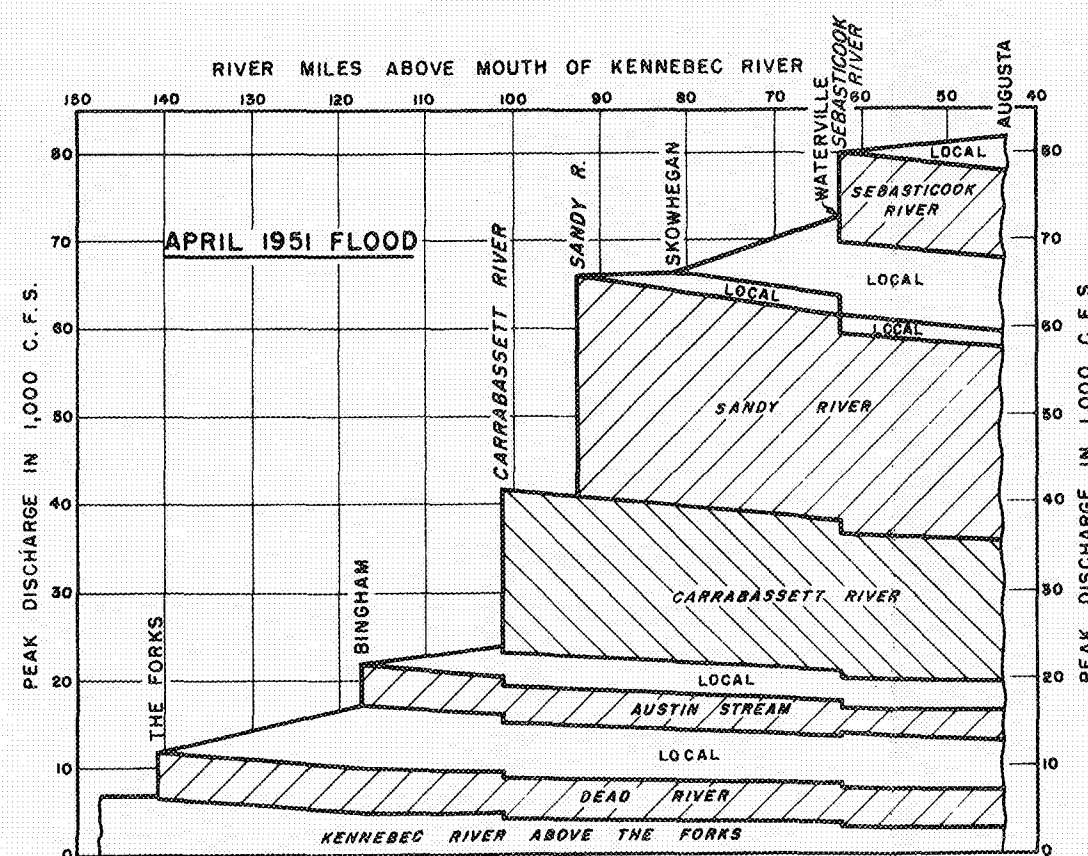 RIVER MILES ABOVE MOUTH OF KENNEBEC RIVER
150 140 130 120 110 100 90 80 70 60 50 40
WATERVILLE
SEBASTICOOK
RIVER
AUGUSTA
APRIL 1951 FLOOD
PEAK DISCHARGE IN 1,000 C.F.S.
80
70
60
50
40
30
20
10
0
THE FORKS
BINGHAM
CARRABASSETT RIVER
SANDY R.
SKOWHEGAN
LOCAL
SEBASTICOOK
RIVER
LOCAL
LOCAL
LOCAL
SANDY RIVER
CARRABASSETT RIVER
LOCAL
AUSTIN STREAM
LOCAL
DEAD RIVER
KENNEBEC RIVER ABOVE THE FORKS
80
70
60
50
40
30
20
10
0
PEAK DISCHARGE IN 1,000 C.F.S.